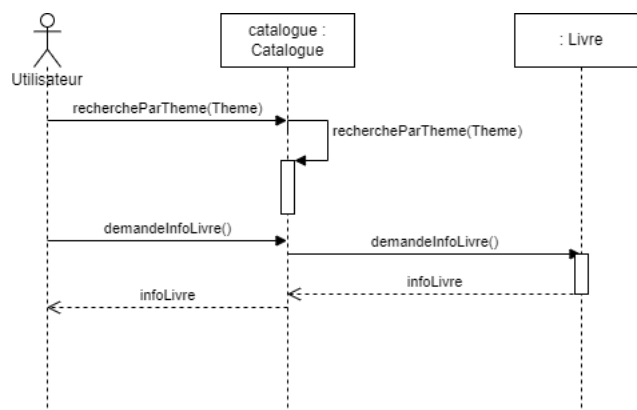 catalogue :
Catalogue
: Livre
Utilisateur
rechercheParTheme(Theme)
rechercheParTheme(Theme)
demandeInfoLivre()
demandeInfoLivre()
infoLivre
infoLivre